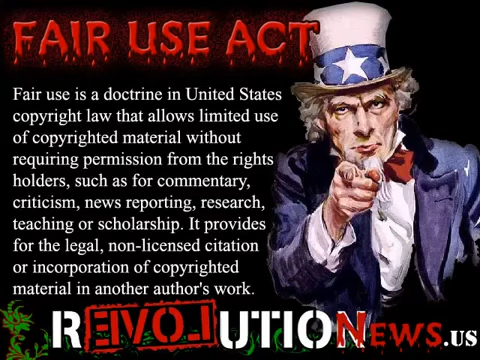 FAIR USE ACT
Fair use is a doctrine in United States
copyright law that allows limited use
of copyrighted material without
requiring permission from the rights
holders, such as for commentary,
criticism, news reporting, research,
teaching or scholarship. It provides
for the legal, non-licensed citation
or incorporation of copyrighted
material in another author's work.
REVOLUTIONNEWS.US